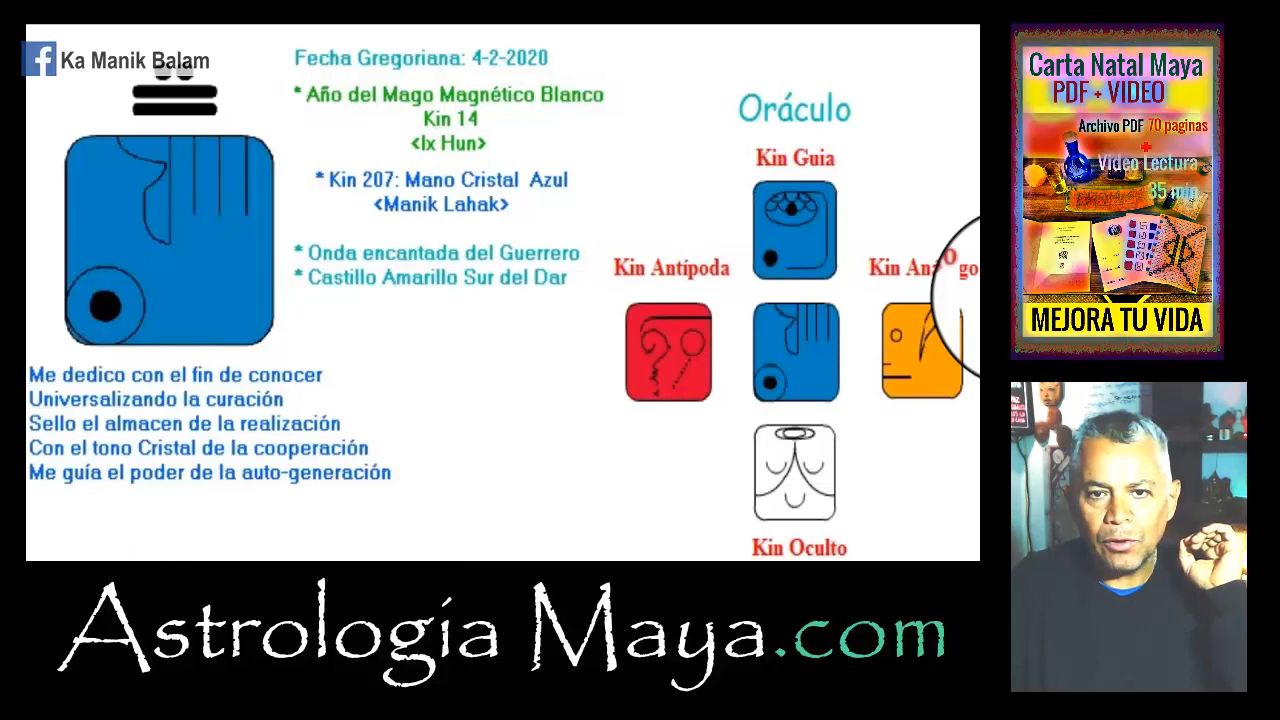 Ka Manik Balam
Fecha Gregoriana: 4-2-2020
* Año del Mago Magnético Blanco
Kin 14
<Ix Hun>
* Kin 207: Mano Cristal Azul
<Manik Lahak>
* Onda encantada del Guerrero
* Castillo Amarillo Sur del Dar
Me dedico con el fin de conocer
Universalizando la curación
Sello el almacen de la realización
Con el tono Cristal de la cooperación
Me guía el poder de la auto-generación
Oráculo
Kin Guia
Kin Antípoda
Kin Ana go
Kin Oculto
Carta Natal Maya
PDF + VIDEO
Archivo PDF 70 paginas
+
Video Lectura
35 min
MEJORA TU VIDA
Astrología Maya.com